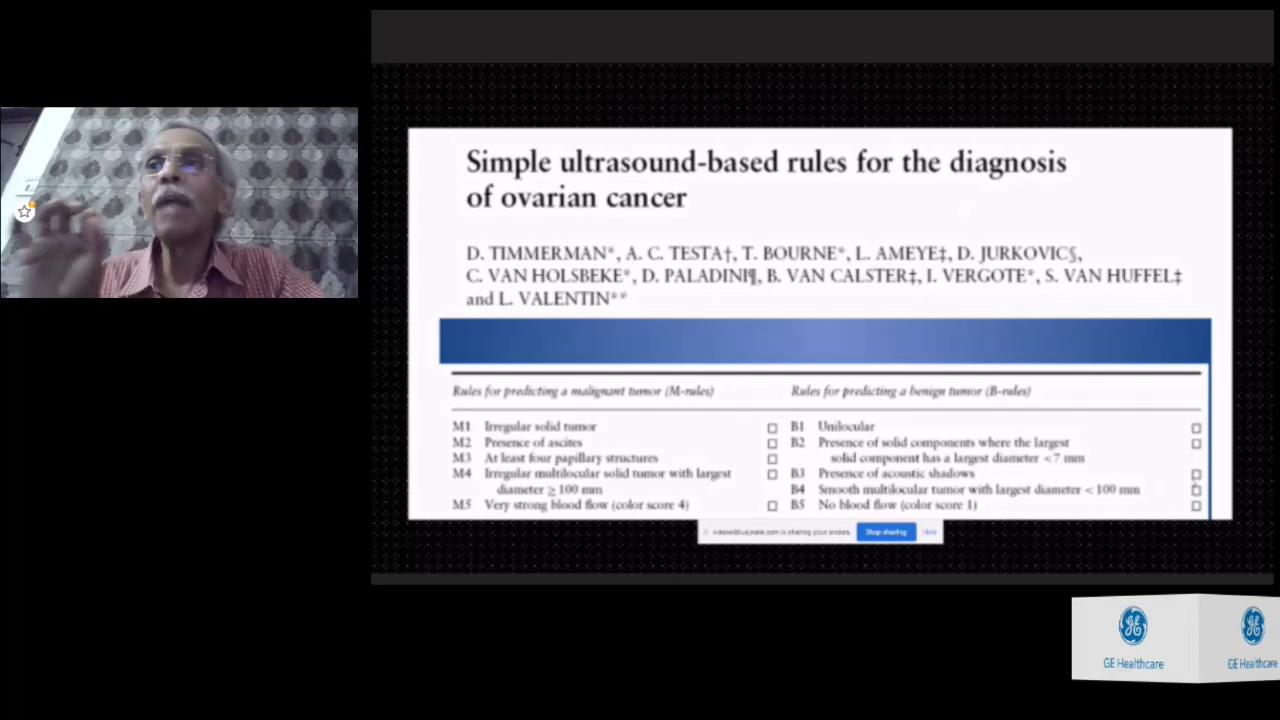 Simple ultrasound-based rules for the diagnosis
of ovarian cancer
D. TIMMERMAN*, A. C. TESTA†, T. BOURNE*, L. AMEYE‡, D. JURKOVIC§,
C. VAN HOLSBEKE*, D. PALADINI¶, B. VAN CALSTER‡, I. VERGOTE*, S. VAN HUFFEL‡
and L. VALENTIN**
Rules for predicting a malignant tumor (M-rules)
M1 Irregular solid tumor
M2 Presence of ascites
M3 At least four papillary structures
M4 Irregular multilocular solid tumor with largest
diameter ≥ 100 mm
M5 Very strong blood flow (color score 4)
Rules for predicting a benign tumor (B-rules)
B1 Unilocular
B2 Presence of solid components where the largest
solid component has a largest diameter < 7 mm
B3 Presence of acoustic shadows
B4 Smooth multilocular tumor with largest diameter < 100 mm
B5 No blood flow (color score 1)
is sharing your screen.
Stop sharing
Hide
GE Healthcare
GE Healthcare